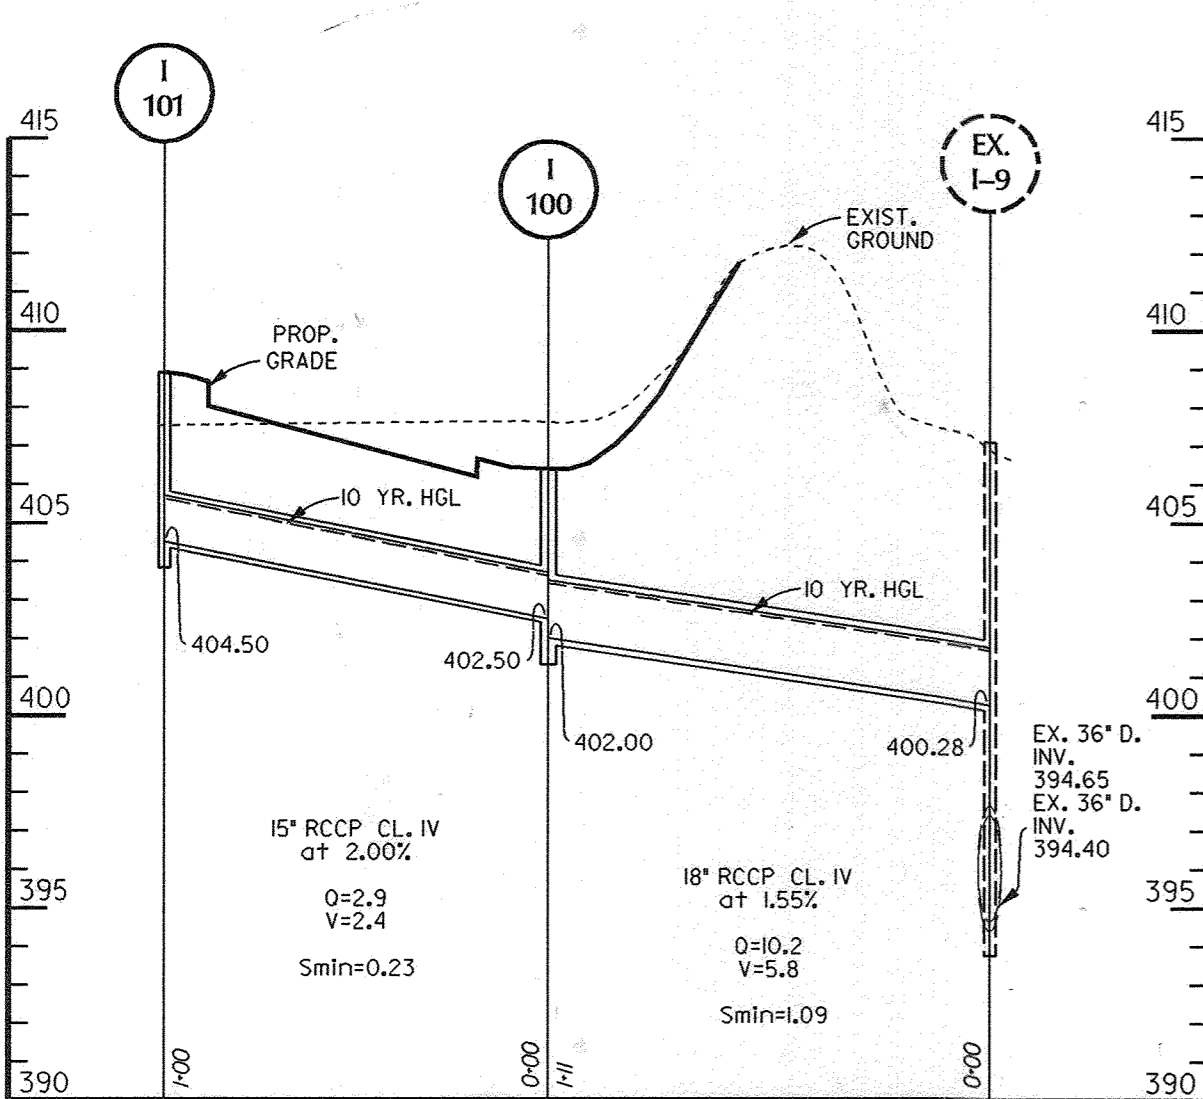 I
101
I
100
EX.
I-9
415
415
EXIST.
GROUND
410
410
PROP.
GRADE
10 YR. HGL
405
405
10 YR. HGL
404.50
402.50
400
400
402.00
400.28
EX. 36" D.
INV.
394.65
EX. 36" D.
INV.
394.40
15" RCCP CL. IV
at 2.00%
Q=2.9
V=2.4
Smin=0.23
18" RCCP CL. IV
at 1.55%
Q=10.2
V=5.8
Smin=1.09
395
395
1+00
0+00
1+11
0+00
390
390